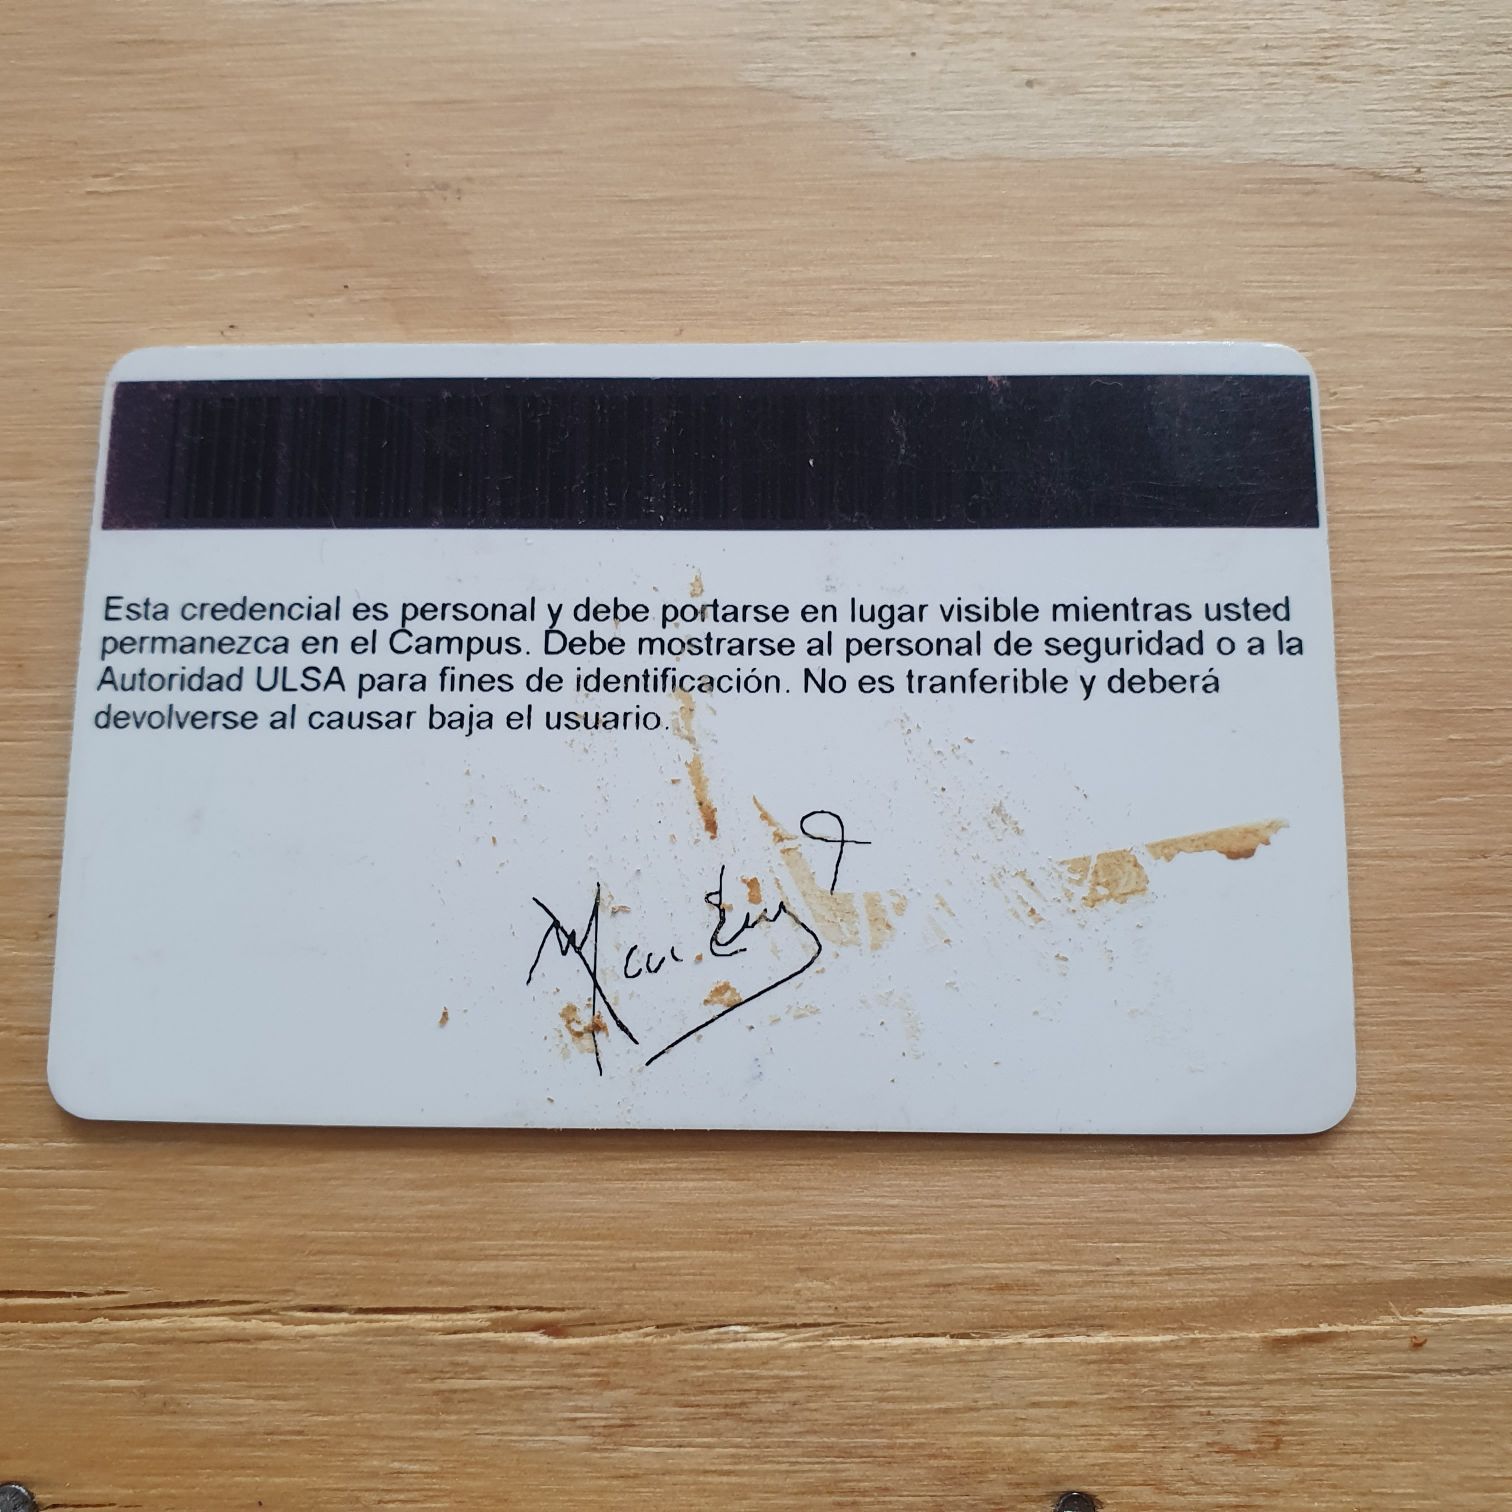 Esta credencial es personal y debe portarse en lugar visible mientras usted
permanezca en el Campus. Debe mostrarse al personal de seguridad o a la
Autoridad ULSA para fines de identificación. No es tranferible y deberá
devolverse al causar baja el usuario.